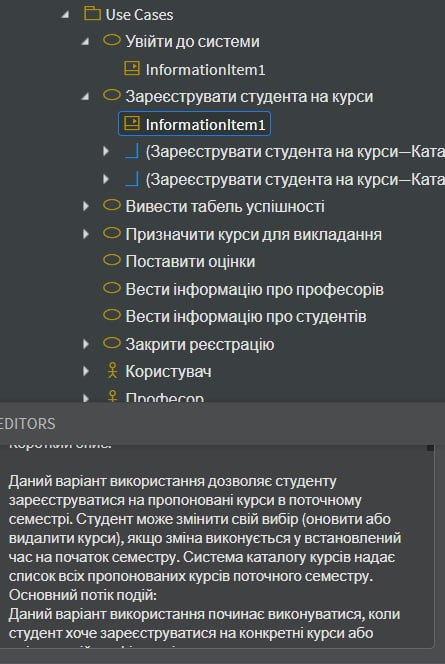 Use Cases
Увійти до системи
InformationItem1
Зареєструвати студента на курси
InformationItem1
(Зареєструвати студента на курси—Ката
(Зареєструвати студента на курси—Ката
Вивести табель успішності
Призначити курси для викладання
Поставити оцінки
Вести інформацію про професорів
Вести інформацію про студентів
Закрити реєстрацію
Користувач
Професор
EDITORS
Короткий опис:
Даний варіант використання дозволяє студенту
зареєструватися на пропоновані курси в поточному
семестрі. Студент може змінити свій вибір (оновити або
видалити курси), якщо зміна виконується у встановлений
час на початок семестру. Система каталогу курсів надає
список всіх пропонованих курсів поточного семестру.
Основний потік подій:
Даний варіант використання починає виконуватися, коли
студент хоче зареєструватися на конкретні курси або